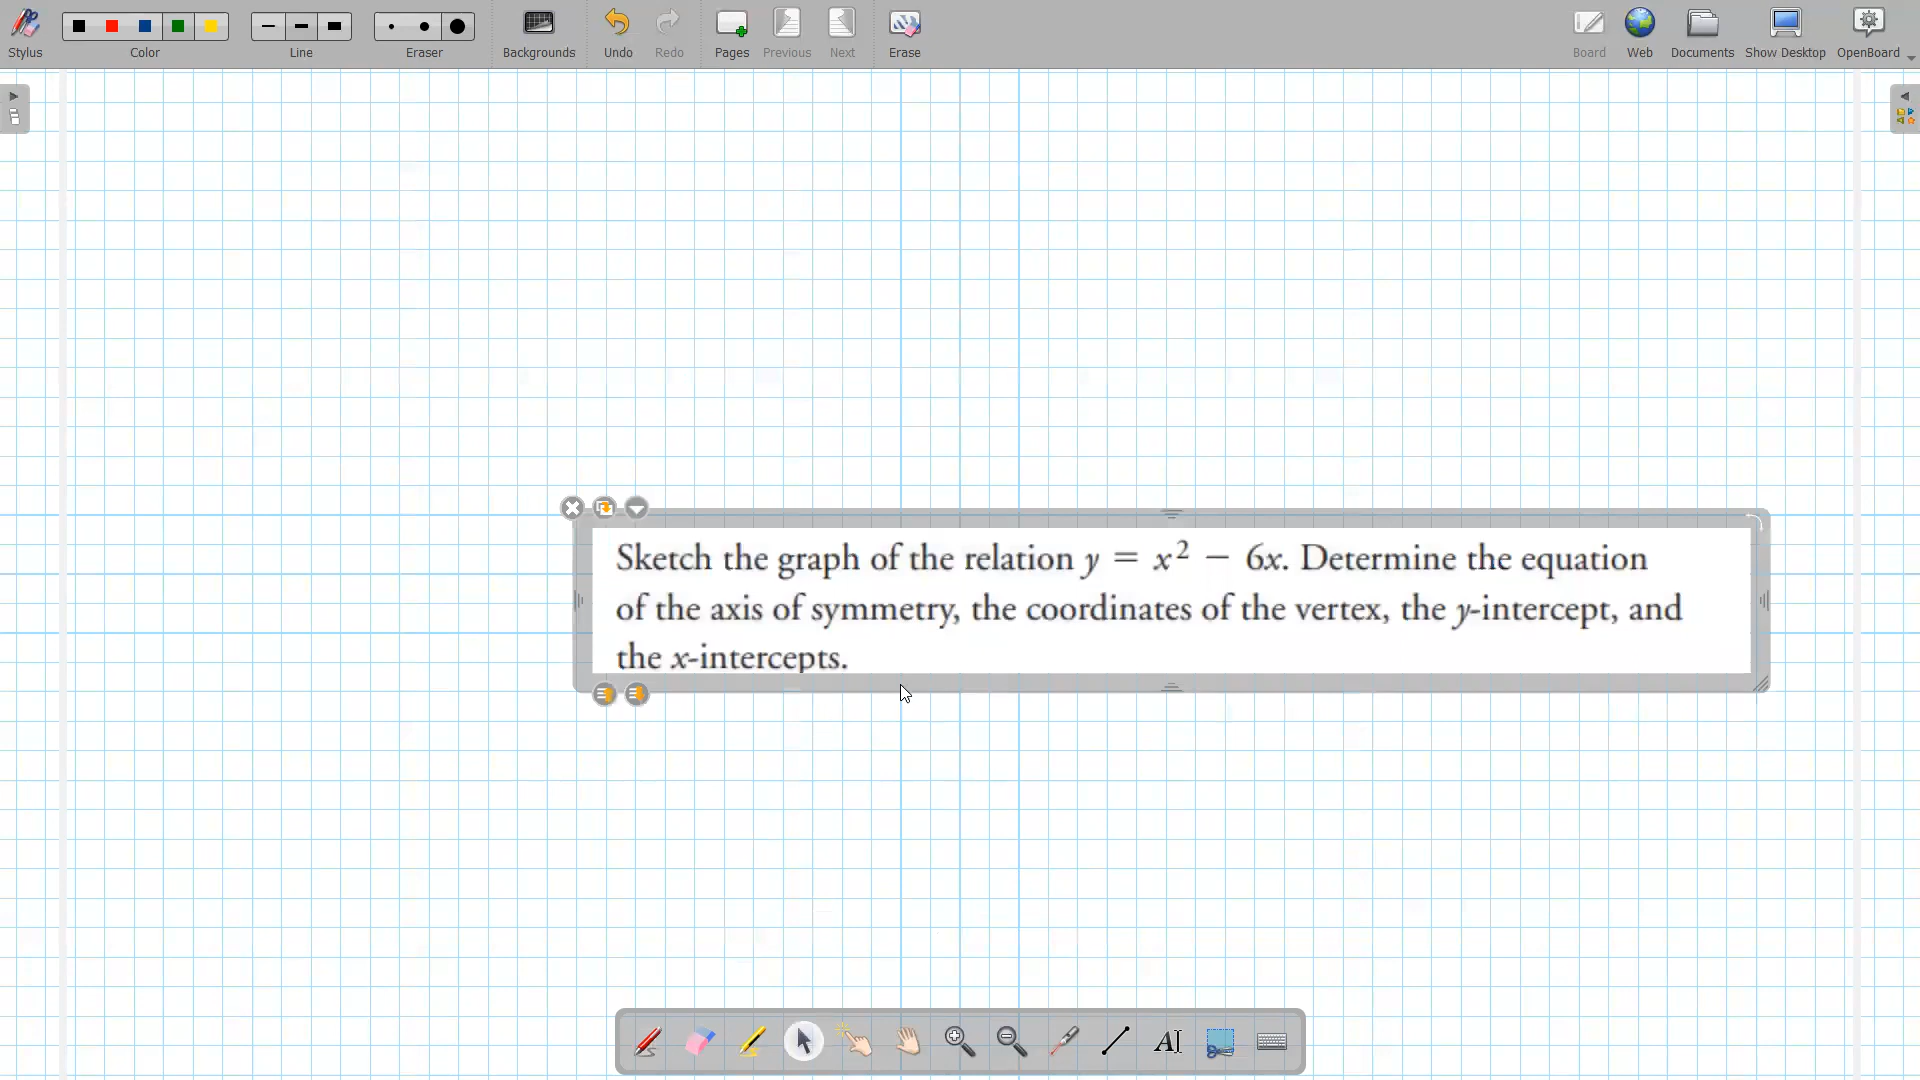 Stylus Color Line Eraser Backgrounds Undo Redo Pages Previous Next Erase Board Web Documents Show Desktop OpenBoard
Sketch the graph of the relation y = x² − 6x. Determine the equation
of the axis of symmetry, the coordinates of the vertex, the y-intercept, and
the x-intercepts.